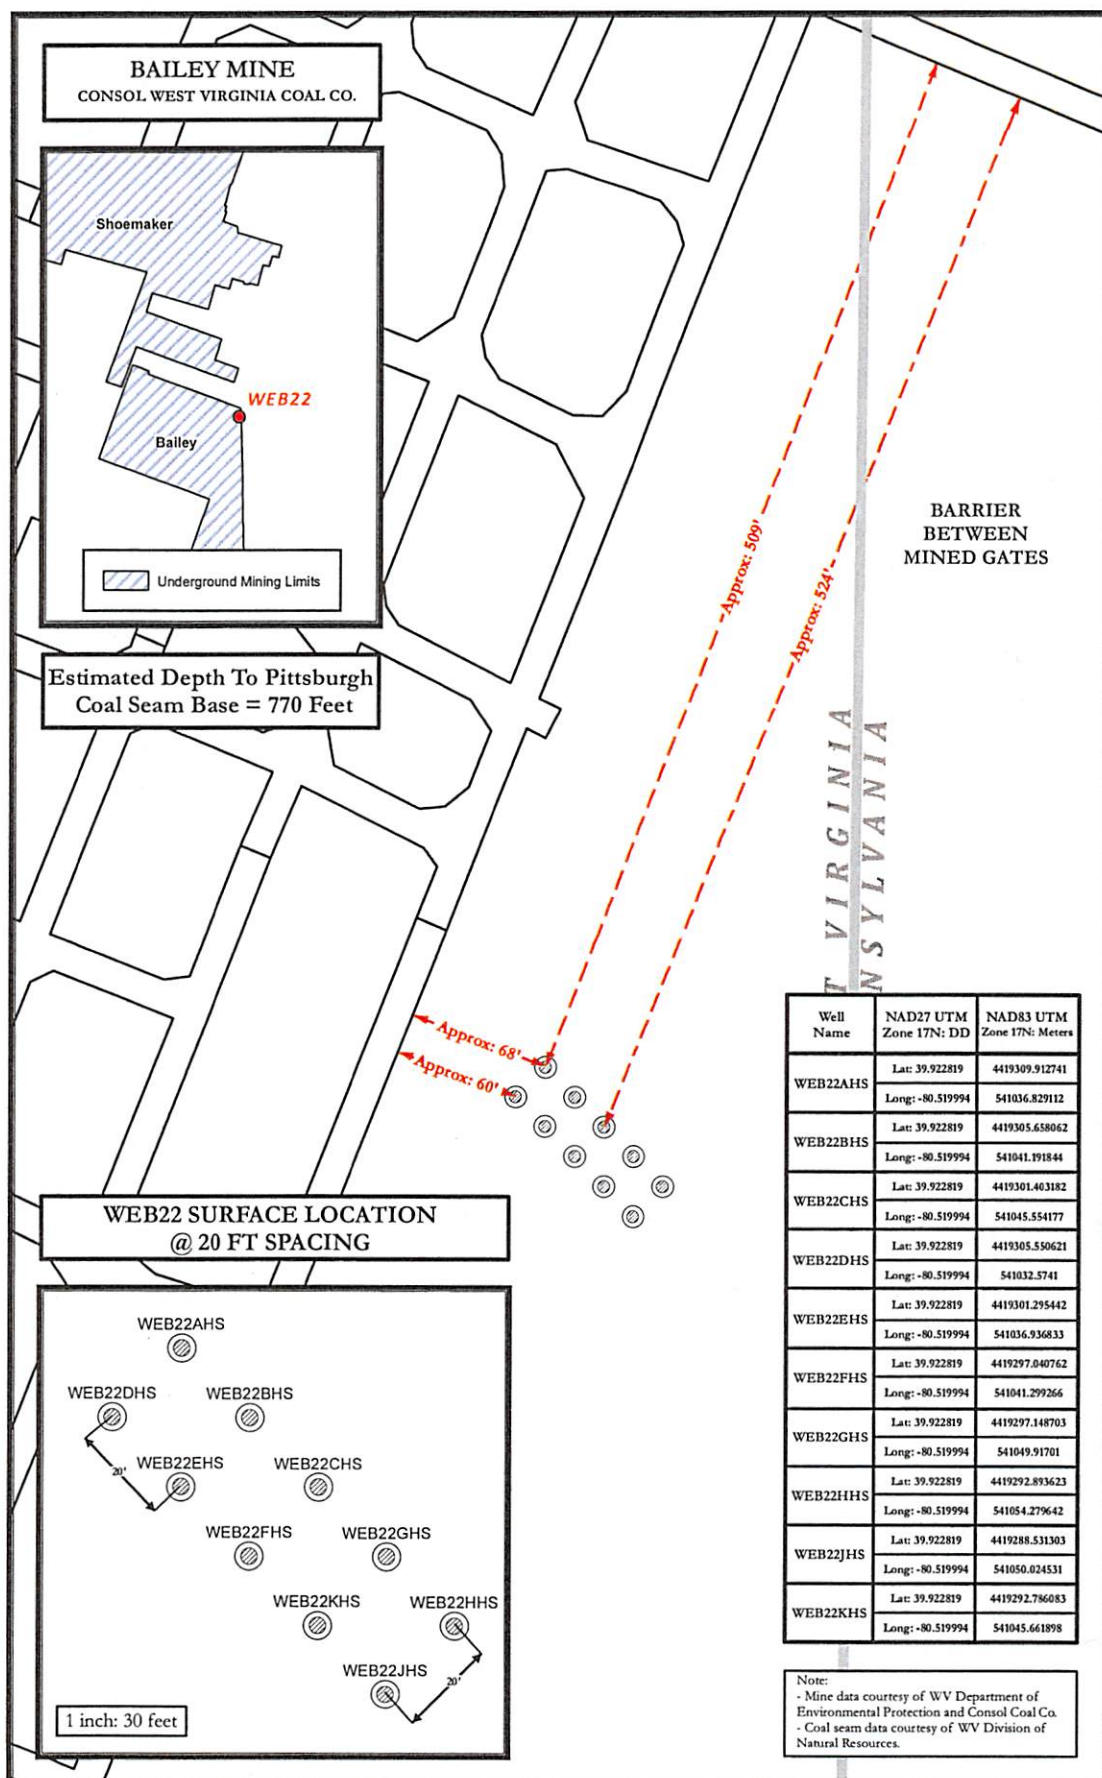 BAILEY MINE
CONSOL WEST VIRGINIA COAL CO.
Shoemaker
WEB22
Bailey
Underground Mining Limits
Estimated Depth To Pittsburgh
Coal Seam Base = 770 Feet
Approx: 509'
Approx: 524'
BARRIER
BETWEEN
MINED GATES
T VIRGINIA
NSYLVANIA
Approx: 68'
Approx: 60'
WEB22 SURFACE LOCATION
@ 20 FT SPACING
WEB22AHS
WEB22DHS WEB22BHS
WEB22EHS WEB22CHS
20'
WEB22FHS WEB22GHS
WEB22KHS WEB22HHS
WEB22JHS
20'
1 inch: 30 feet
Well NAD27 UTM NAD83 UTM
Name Zone 17N: DD Zone 17N: Meters
WEB22AHS Lat: 39.922819 4419309.912741
Long: -80.519994 541036.829112
WEB22BHS Lat: 39.922819 4419305.658062
Long: -80.519994 541041.191844
WEB22CHS Lat: 39.922819 4419301.403182
Long: -80.519994 541045.554177
WEB22DHS Lat: 39.922819 4419305.550621
Long: -80.519994 541032.5741
WEB22EHS Lat: 39.922819 4419301.295442
Long: -80.519994 541036.936833
WEB22FHS Lat: 39.922819 4419297.040762
Long: -80.519994 541041.299266
WEB22GHS Lat: 39.922819 4419297.148703
Long: -80.519994 541049.91701
WEB22HHS Lat: 39.922819 4419292.893623
Long: -80.519994 541054.279642
WEB22JHS Lat: 39.922819 4419288.531303
Long: -80.519994 541050.024531
WEB22KHS Lat: 39.922819 4419292.786083
Long: -80.519994 541045.661898
Note:
- Mine data courtesy of WV Department of
Environmental Protection and Consol Coal Co.
- Coal seam data courtesy of WV Division of
Natural Resources.